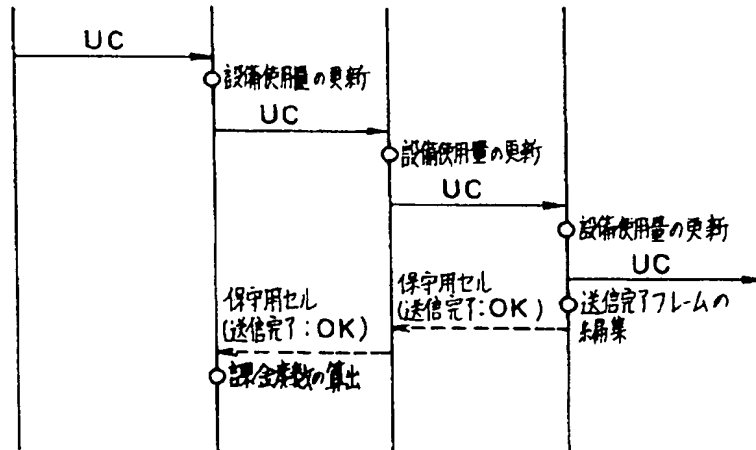 UC
設備使用量の更新
UC
設備使用量の更新
UC
設備使用量の更新
UC
保守用セル
(送信完了:OK)
送信完了フレームの
編集
保守用セル
(送信完了:OK)
課金度数の算出